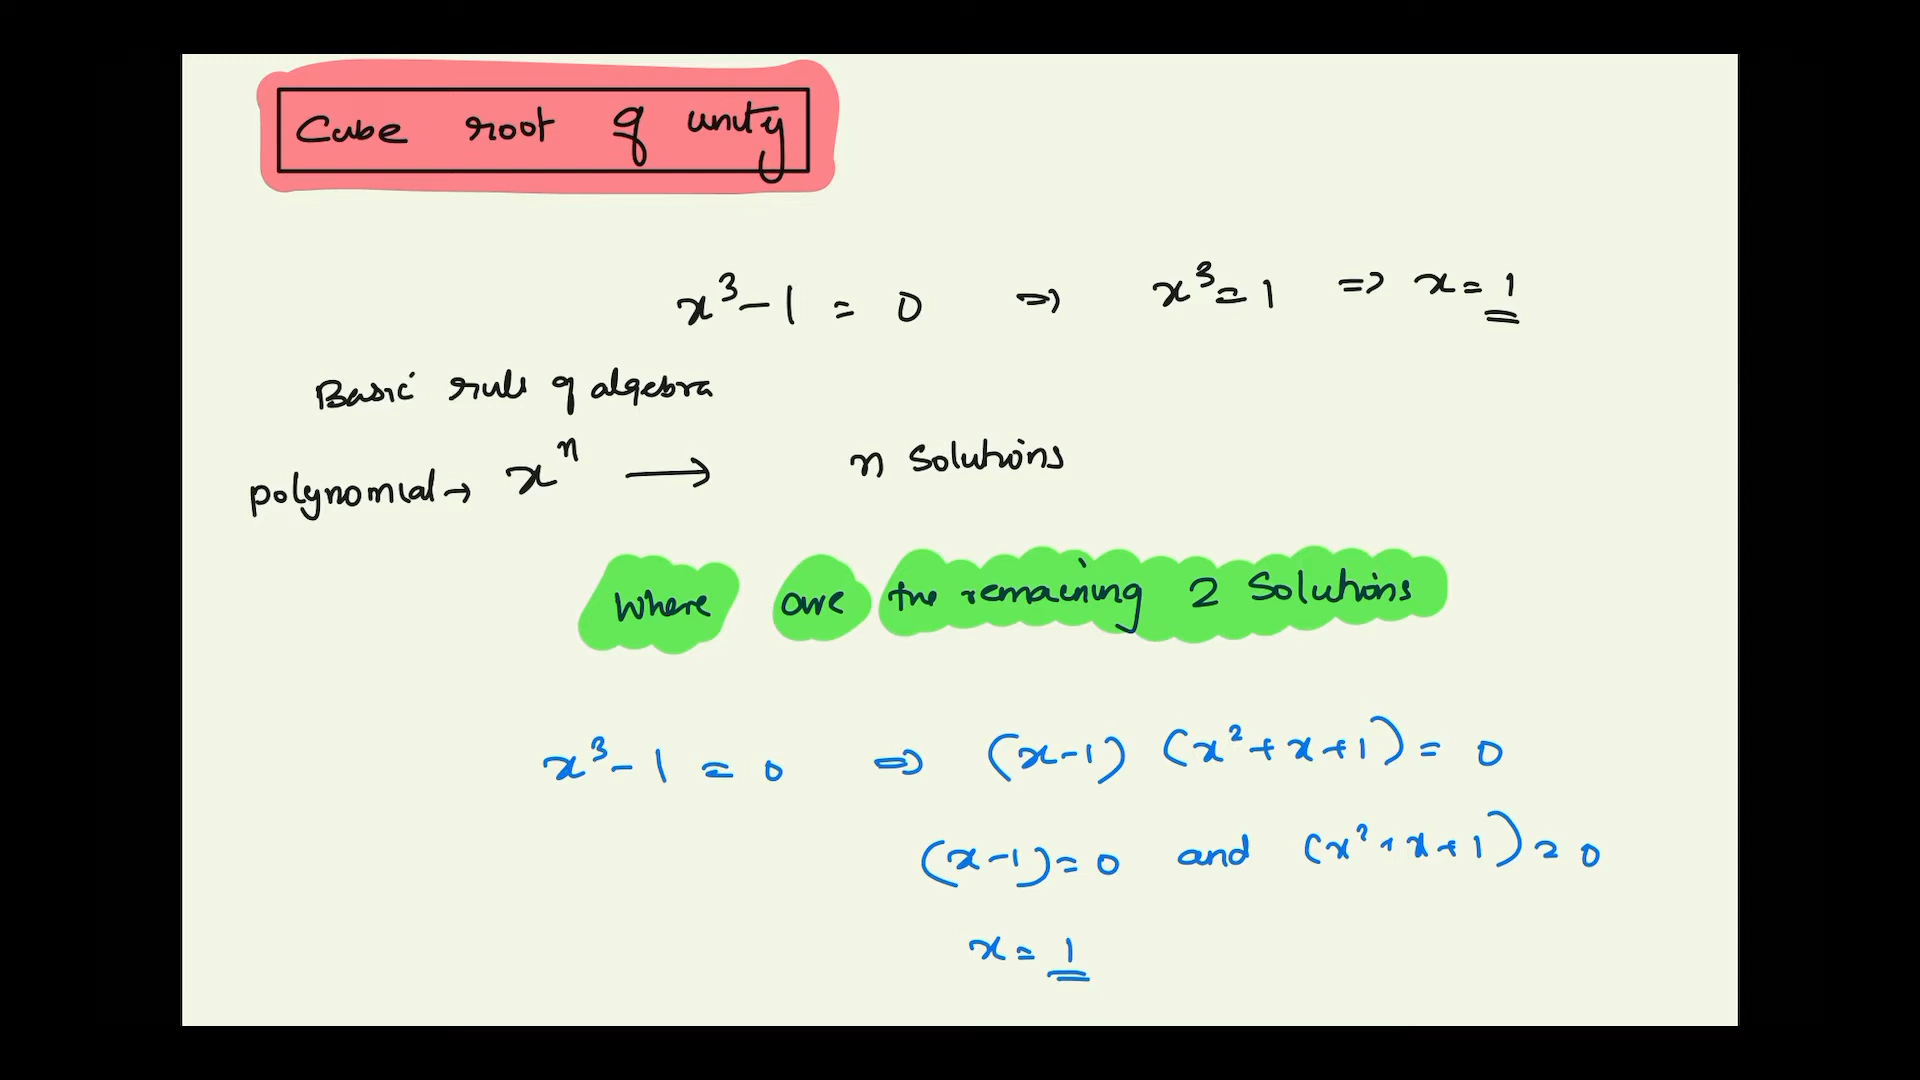 Cube root of unity
x³ - 1 = 0 ⇒ x³ = 1 ⇒ x = 1
Basic rule of algebra
polynomial → xⁿ ⟶ n Solutions
Where are the remaining 2 Solutions
x³ - 1 = 0 ⇒ (x-1) (x² + x + 1) = 0
(x-1) = 0 and (x² + x + 1) = 0
x = 1